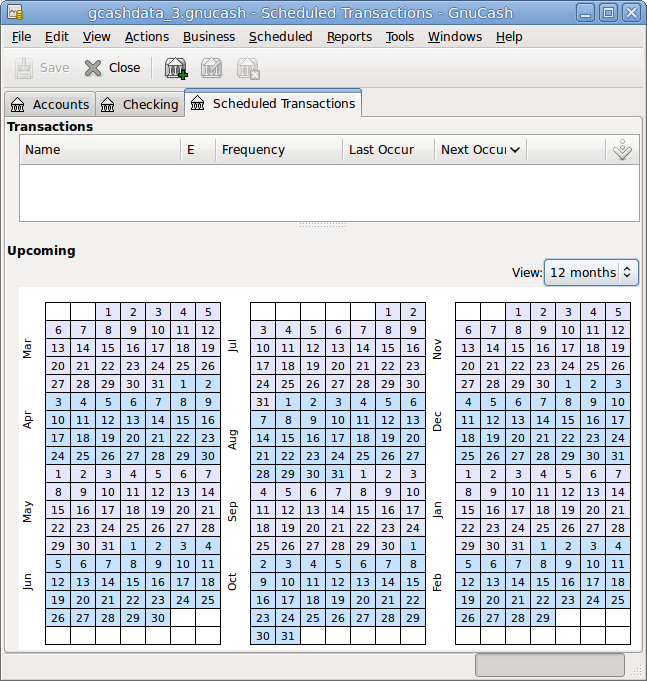 gcashdata_3.gnucash - Scheduled Transactions - GnuCash
File Edit View Actions Business Scheduled Reports Tools Windows Help
Save Close
Accounts Checking Scheduled Transactions
Transactions
Name E Frequency Last Occur Next Occur
Upcoming
View: 12 months
Mar
Apr
May
Jun
1 2 3 4 5
6 7 8 9 10 11 12
13 14 15 16 17 18 19
20 21 22 23 24 25 26
27 28 29 30 31 1 2
3 4 5 6 7 8 9
10 11 12 13 14 15 16
17 18 19 20 21 22 23
24 25 26 27 28 29 30
1 2 3 4 5 6 7
8 9 10 11 12 13 14
15 16 17 18 19 20 21
22 23 24 25 26 27 28
29 30 31 1 2 3 4
5 6 7 8 9 10 11
12 13 14 15 16 17 18
19 20 21 22 23 24 25
26 27 28 29 30
Jul
Aug
Sep
Oct
1 2
3 4 5 6 7 8 9
10 11 12 13 14 15 16
17 18 19 20 21 22 23
24 25 26 27 28 29 30
31 1 2 3 4 5 6
7 8 9 10 11 12 13
14 15 16 17 18 19 20
21 22 23 24 25 26 27
28 29 30 31 1 2 3
4 5 6 7 8 9 10
11 12 13 14 15 16 17
18 19 20 21 22 23 24
25 26 27 28 29 30 1
2 3 4 5 6 7 8
9 10 11 12 13 14 15
16 17 18 19 20 21 22
23 24 25 26 27 28 29
30 31
Nov
Dec
Jan
Feb
1 2 3 4 5
6 7 8 9 10 11 12
13 14 15 16 17 18 19
20 21 22 23 24 25 26
27 28 29 30 1 2 3
4 5 6 7 8 9 10
11 12 13 14 15 16 17
18 19 20 21 22 23 24
25 26 27 28 29 30 31
1 2 3 4 5 6 7
8 9 10 11 12 13 14
15 16 17 18 19 20 21
22 23 24 25 26 27 28
29 30 31 1 2 3 4
5 6 7 8 9 10 11
12 13 14 15 16 17 18
19 20 21 22 23 24 25
26 27 28 29